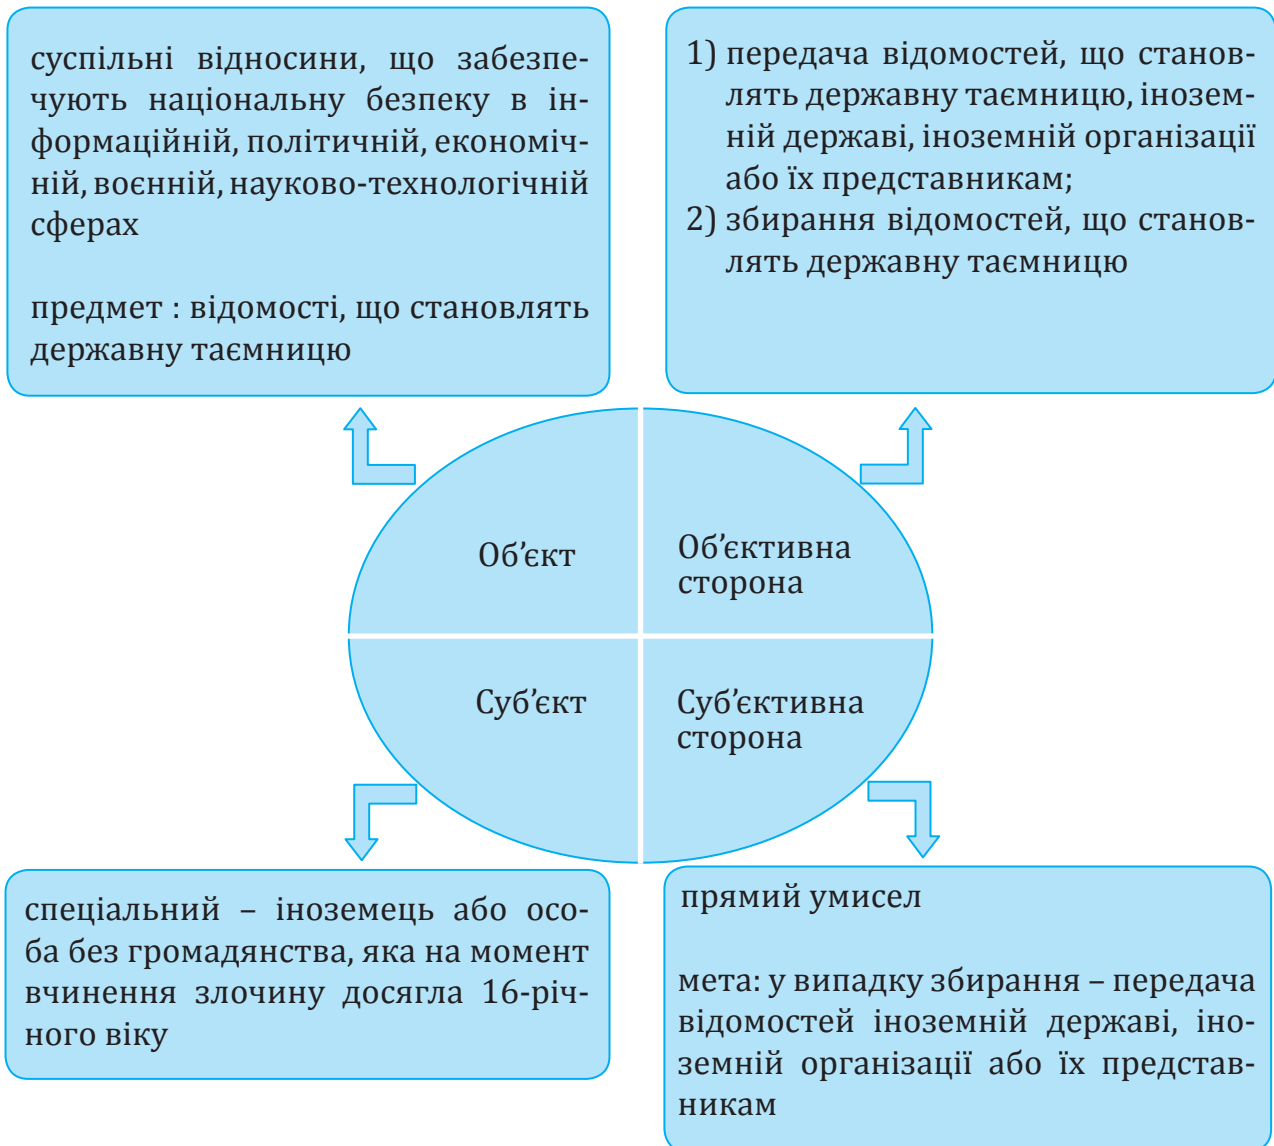 суспільні відносини, що забезпе-
чують національну безпеку в ін-
формаційній, політичній, економіч-
ній, воєнній, науково-технологічній
сферах
предмет : відомості, що становлять
державну таємницю
1) передача відомостей, що станов-
лять державну таємницю, інозем-
ній державі, іноземній організації
або їх представникам;
2) збирання відомостей, що станов-
лять державну таємницю
Об’єкт
Об’єктивна
сторона
Суб’єкт
Суб’єктивна
сторона
спеціальний – іноземець або осо-
ба без громадянства, яка на момент
вчинення злочину досягла 16-річ-
ного віку
прямий умисел
мета: у випадку збирання – передача
відомостей іноземній державі, іно-
земній організації або їх представ-
никам